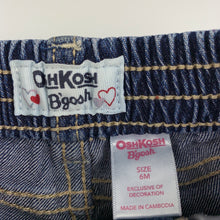 OSHKOSH
B'gosh
OSHKOSH
B'gosh
SIZE
6M
EXCLUSIVE OF
DECORATION
MADE IN CAMBODIA